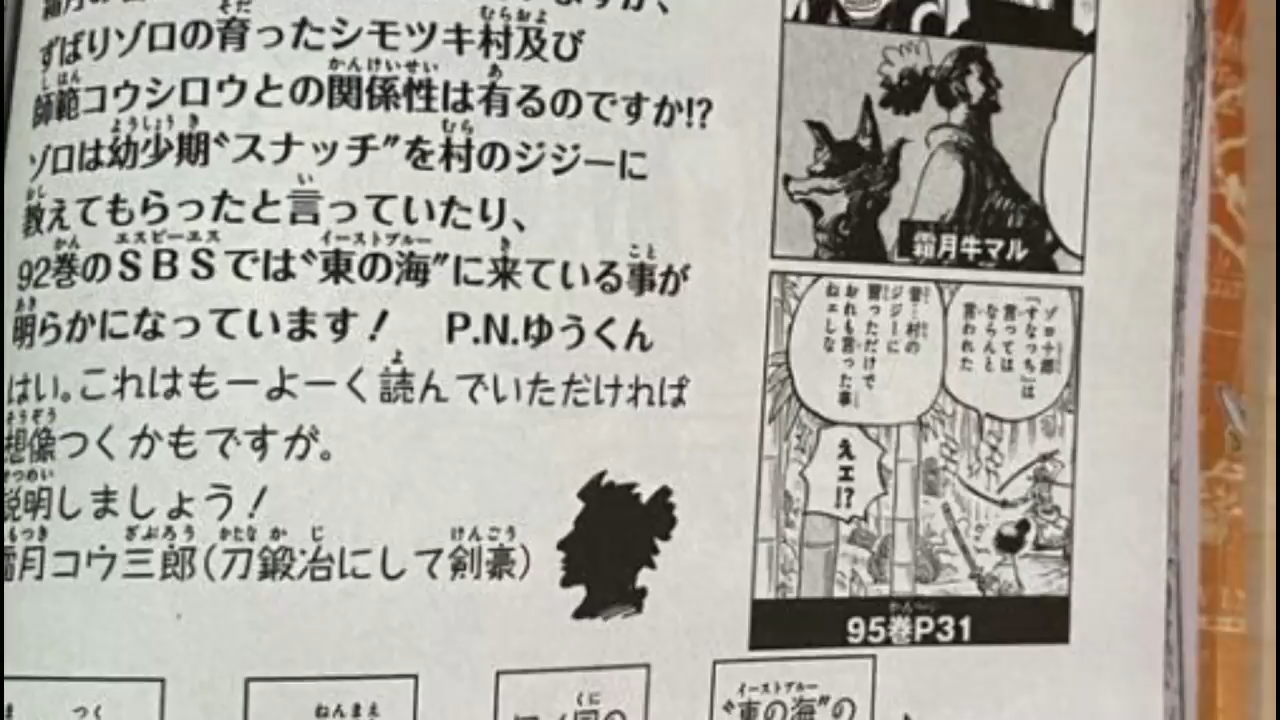 ずばりゾロの育ったシモツキ村及び
師範コウシロウとの関係性は有るのですか!?
ゾロは幼少期“スナッチ”を村のジジーに
教えてもらったと言っていたり、
92巻のSBSでは“東の海”に来ている事が
明らかになっています! P.N.ゆうくん
はい。これはもーよーく読んでいただければ
想像つくかもですが。
説明しましょう!
霜月コウ三郎(刀鍛冶にして剣豪)
霜月牛マル
ゾロ十郎
『すなっち』は
言っては
ならんと
言われた
昔…村の
ジジーに
習っただけで
おれも言った事
ねェしな
えェ!?
95巻P31
“東の海”の